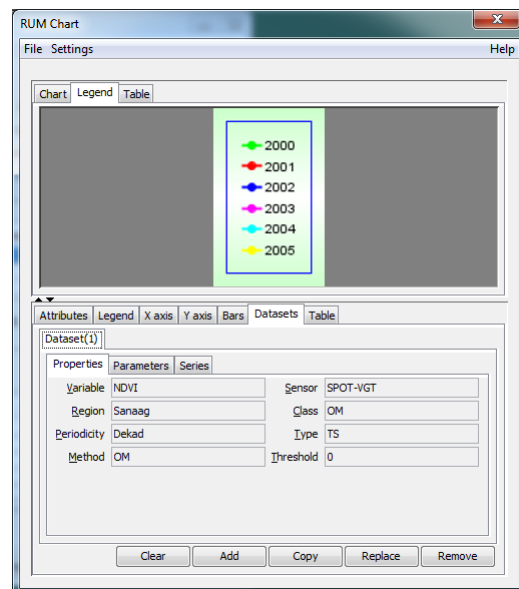 RUM Chart
File Settings Help
Chart Legend Table
2000
2001
2002
2003
2004
2005
Attributes Legend X axis Y axis Bars Datasets Table
Dataset(1)
Properties Parameters Series
Variable NDVI Sensor SPOT-VGT
Region Sanaag Class OM
Periodicity Dekad Type TS
Method OM Threshold 0
Clear Add Copy Replace Remove